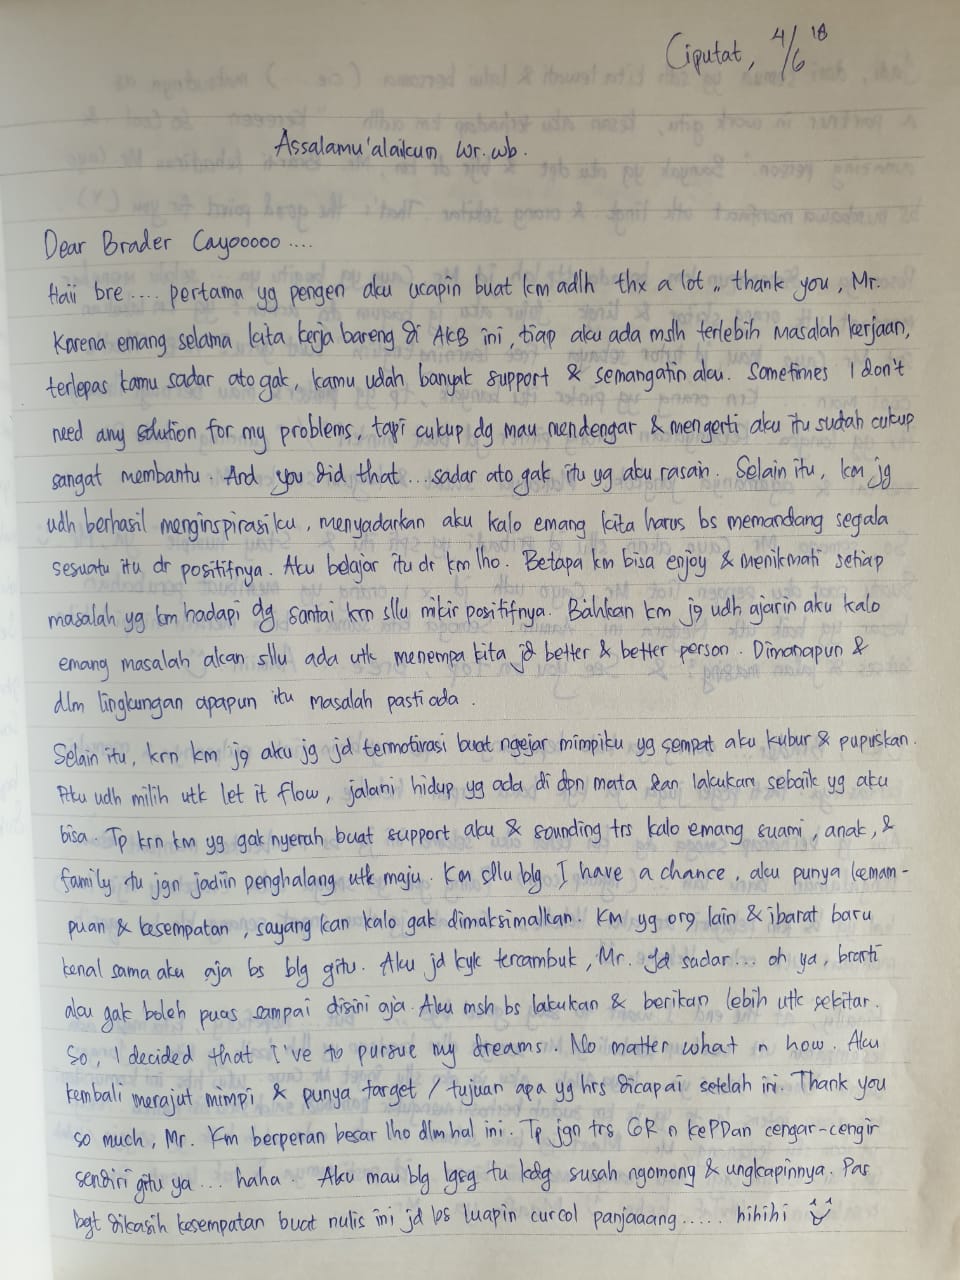 Ciputat, 4/6 18
Assalamu'alaikum wr. wb.
Dear Brader Cayooooo ....
Haii bre .... pertama yg pengen aku ucapin buat km adlh thx a lot ,, thank you, Mr.
Karena emang selama kita kerja bareng di AKB ini, tiap aku ada mslh terlebih masalah kerjaan,
terlepas kamu sadar ato gak, kamu udah banyak support & semangatin aku. Sometimes I don't
need any solution for my problems, tapi cukup dg mau mendengar & mengerti aku itu sudah cukup
sangat membantu. And you did that ... sadar ato gak itu yg aku rasain. Selain itu, km jg
udh berhasil menginspirasiku, menyadarkan aku kalo emang kita harus bs memandang segala
sesuatu itu dr positifnya. Aku belajar itu dr km lho. Betapa km bisa enjoy & menikmati setiap
masalah yg km hadapi dg santai krn sllu mikir positifnya. Bahkan km jg udh ajarin aku kalo
emang masalah akan sllu ada utk menempa kita jd better & better person. Dimanapun &
dlm lingkungan apapun itu masalah pasti ada.
Selain itu, krn km jg aku jg jd termotivasi buat ngejar mimpiku yg sempat aku kubur & pupuskan.
Aku udh milih utk let it flow, jalani hidup yg ada di dpn mata dan lakukan sebaik yg aku
bisa. Tp krn km yg gak nyerah buat support aku & sounding trs kalo emang suami, anak, &
family tu jgn jadiin penghalang utk maju. Km sllu blg I have a chance, aku punya kemam-
puan & kesempatan, sayang kan kalo gak dimaksimalkan. Km yg org lain & ibarat baru
kenal sama aku aja bs blg gitu. Aku jd kyk tercambuk, Mr. Jd sadar... oh ya, brarti
aku gak boleh puas sampai disini aja. Aku msh bs lakukan & berikan lebih utk sekitar.
So, I decided that I've to pursue my dreams. No matter what n how. Aku
kembali merajut mimpi & punya target / tujuan apa yg hrs dicapai setelah ini. Thank you
so much, Mr. Km berperan besar lho dlm hal ini. Tp jgn trs GR n kePDan cengar-cengir
sendiri gitu ya ... haha. Aku mau blg lgsg tu kdg susah ngomong & ungkapinnya. Pas
bgt dikasih kesempatan buat nulis ini jd bs luapin curcol panjaaang ..... hihihi